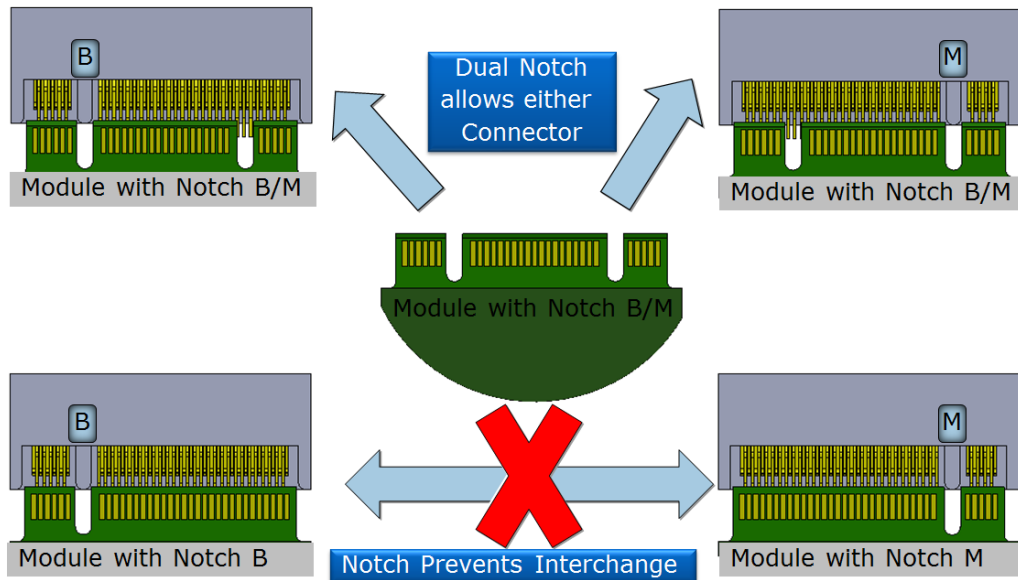 B
Dual Notch
allows either
Connector
M
Module with Notch B/M
Module with Notch B/M
Module with Notch B/M
B
M
Module with Notch B
Notch Prevents Interchange
Module with Notch M